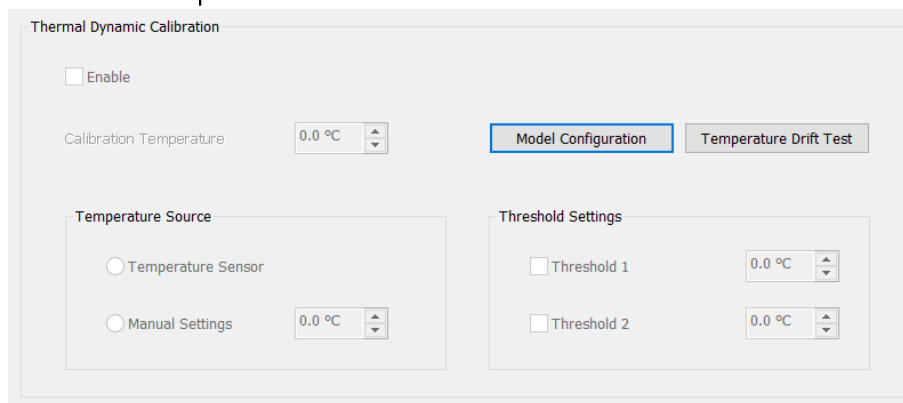 Thermal Dynamic Calibration
Enable
Calibration Temperature 0.0 ºC Model Configuration Temperature Drift Test
Temperature Source Threshold Settings
Temperature Sensor Threshold 1 0.0 ºC
Manual Settings 0.0 ºC Threshold 2 0.0 ºC